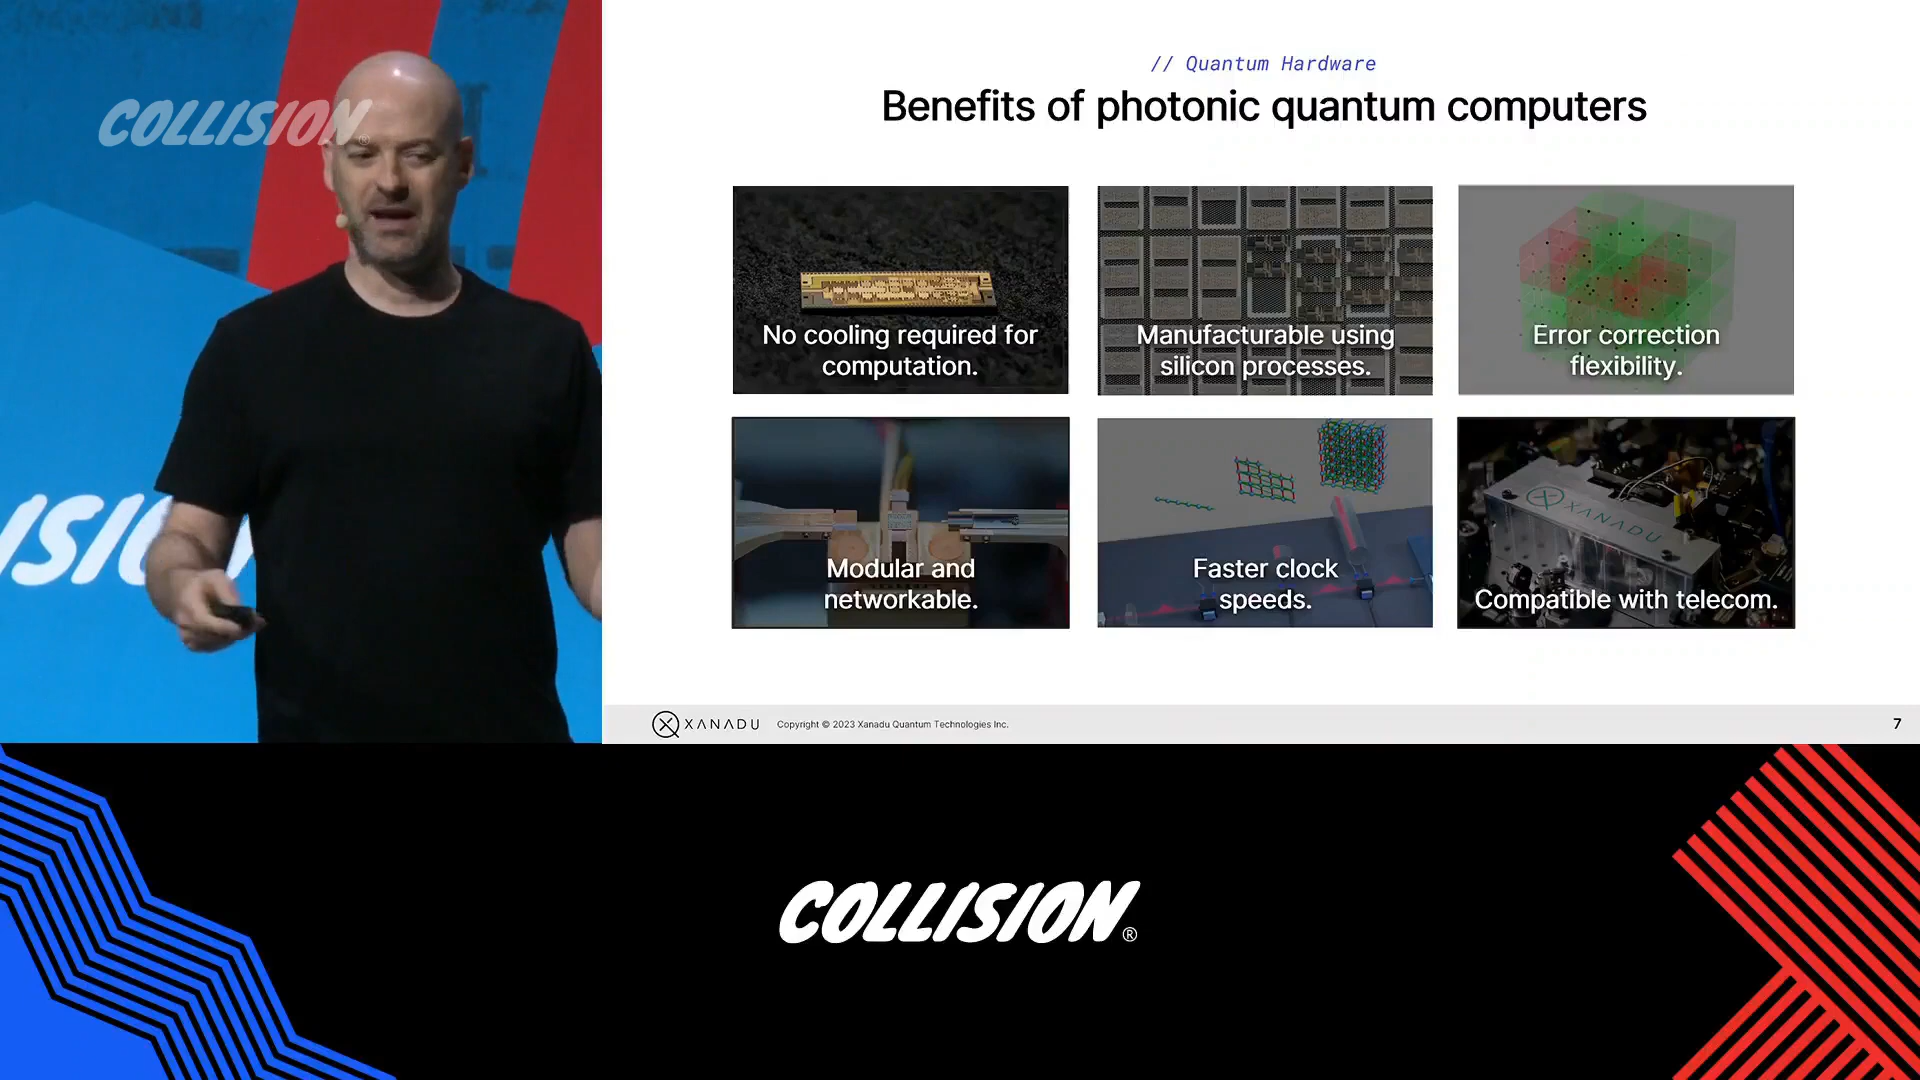 COLLISION®
ISION
// Quantum Hardware
Benefits of photonic quantum computers
No cooling required for
computation.
Manufacturable using
silicon processes.
Error correction
flexibility.
Modular and
networkable.
Faster clock
speeds.
XANADU
Compatible with telecom.
XANADU
Copyright © 2023 Xanadu Quantum Technologies Inc.
7
COLLISION®